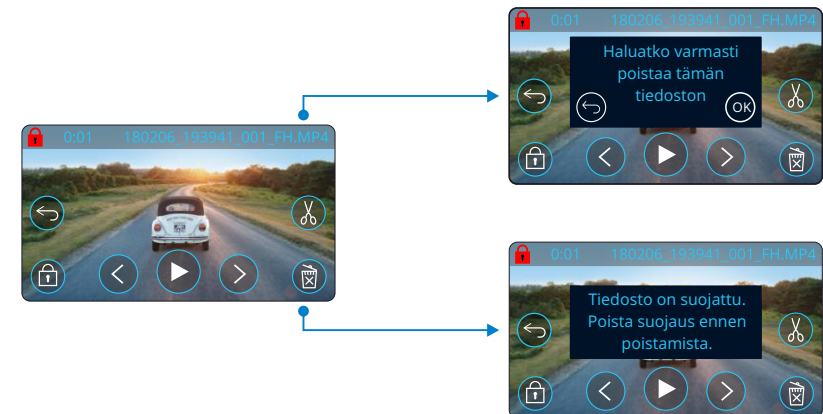 0:01 180206_193941_001_FH.MP4
0:01 180206_193941_001_FH.MP4
Haluatko varmasti
poistaa tämän
tiedoston
OK
0:01 180206_193941_001_FH.MP4
Tiedosto on suojattu.
Poista suojaus ennen
poistamista.